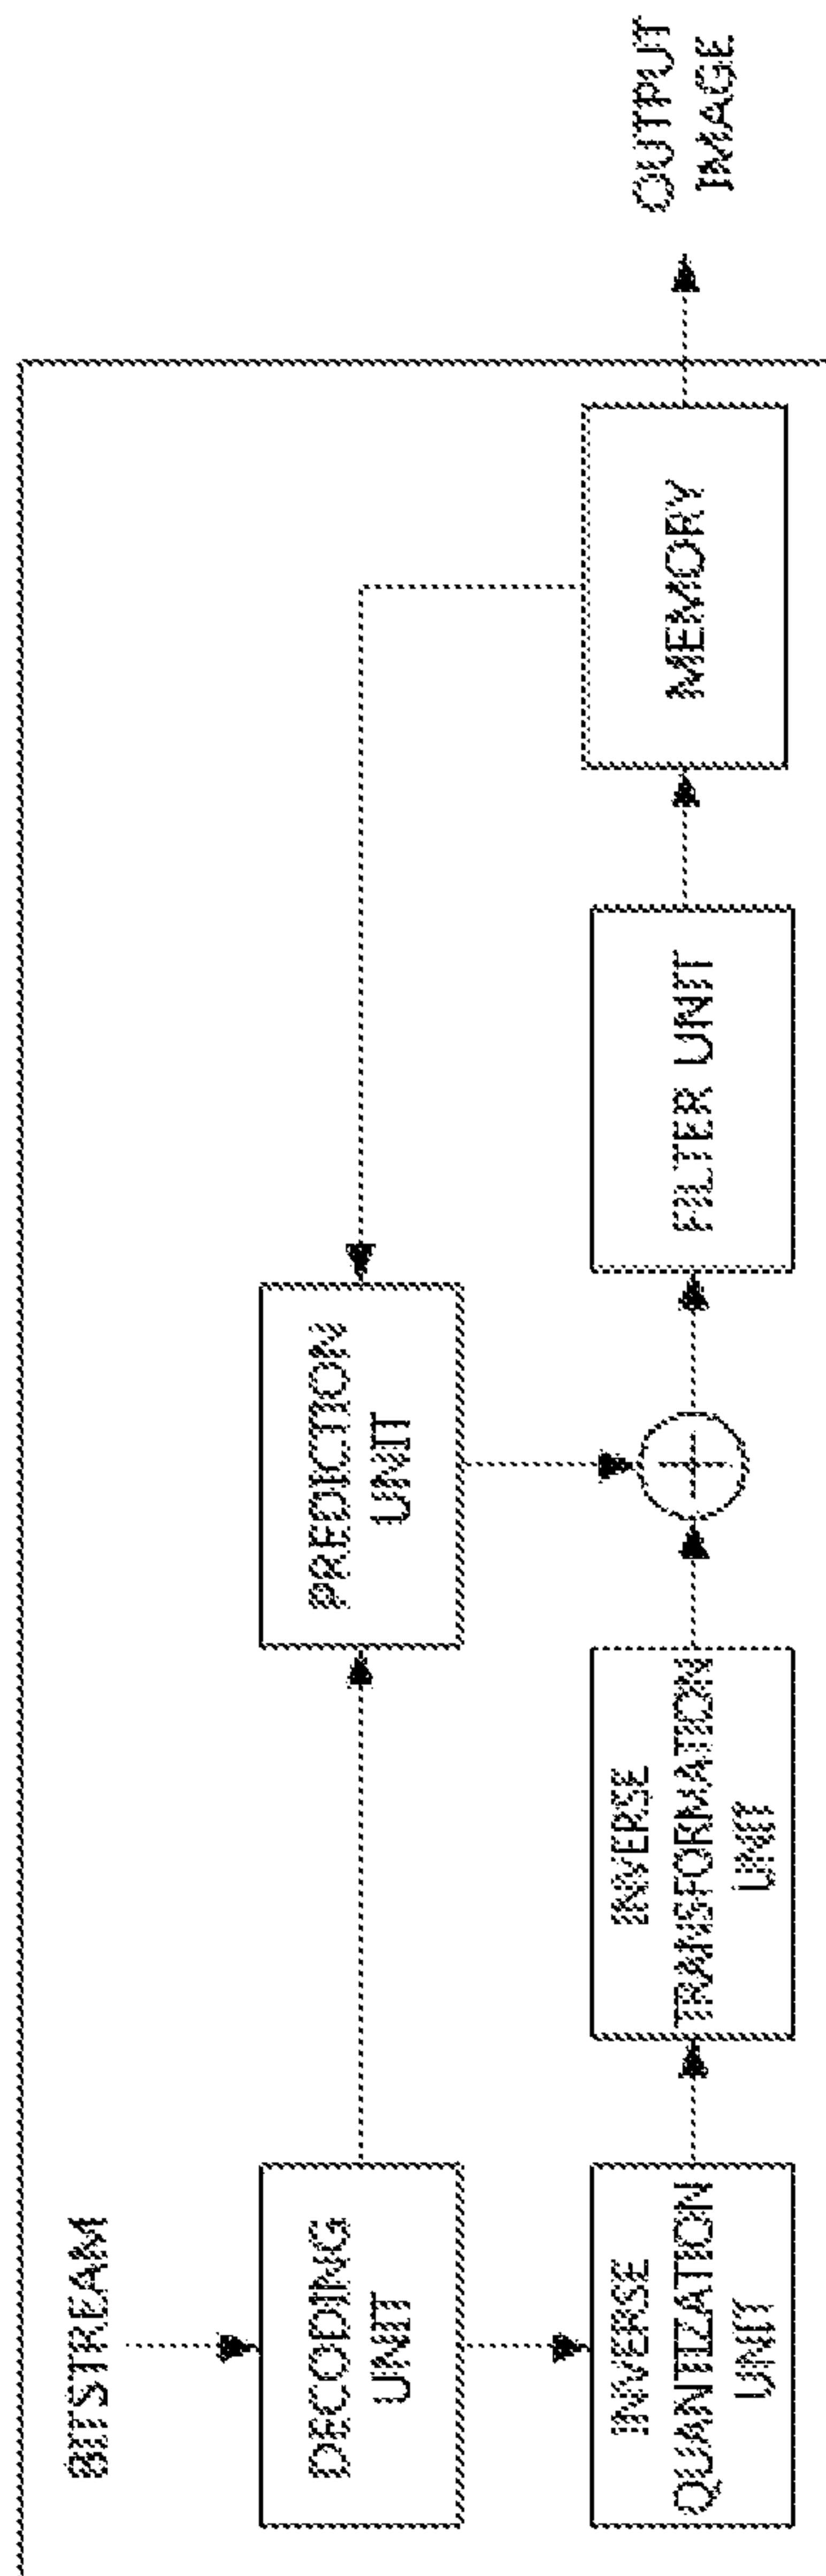 BITSTREAM
DECODING
UNIT
PREDICTION
UNIT
INVERSE
QUANTIZATION
UNIT
INVERSE
TRANSFORMATION
UNIT
FILTER UNIT
MEMORY
OUTPUT
IMAGE